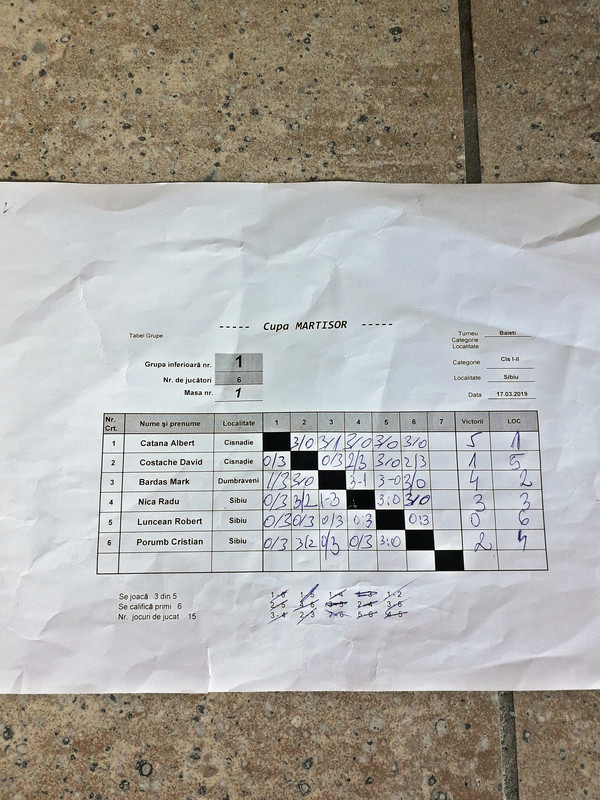 ----- Cupa MARTISOR -----
Tabel Grupe
Turneu Baieti
Categorie
Localitate
Grupa inferioară nr. 1
Categorie Cls I-II
Nr. de jucători 6
Localitate Sibiu
Masa nr. 1
Data 17.03.2019
Nr. Crt. Nume şi prenume Localitate 1 2 3 4 5 6 7 Victorii LOC
1 Catana Albert Cisnadie 3/0 3/1 3/0 3/0 3/0 5 1
2 Costache David Cisnadie 0/3 0/3 2/3 3/0 2/3 1 5
3 Bardas Mark Dumbraveni 1/3 3/0 3-1 3-0 3/0 4 2
4 Nica Radu Sibiu 0/3 3/2 1-3 3:0 3/0 3 3
5 Luncean Robert Sibiu 0/3 0/3 0/3 0:3 0:3 0 6
6 Porumb Cristian Sibiu 0/3 3/2 0/3 0/3 3:0 2 4
Se joacă 3 din 5 1-6 1-5 1-4 1-3 1-2
Se califică primi 6 2-5 4-6 3-5 2-4 3-6
Nr. jocuri de jucat 15 3-4 2-3 2-6 5-6 4-5